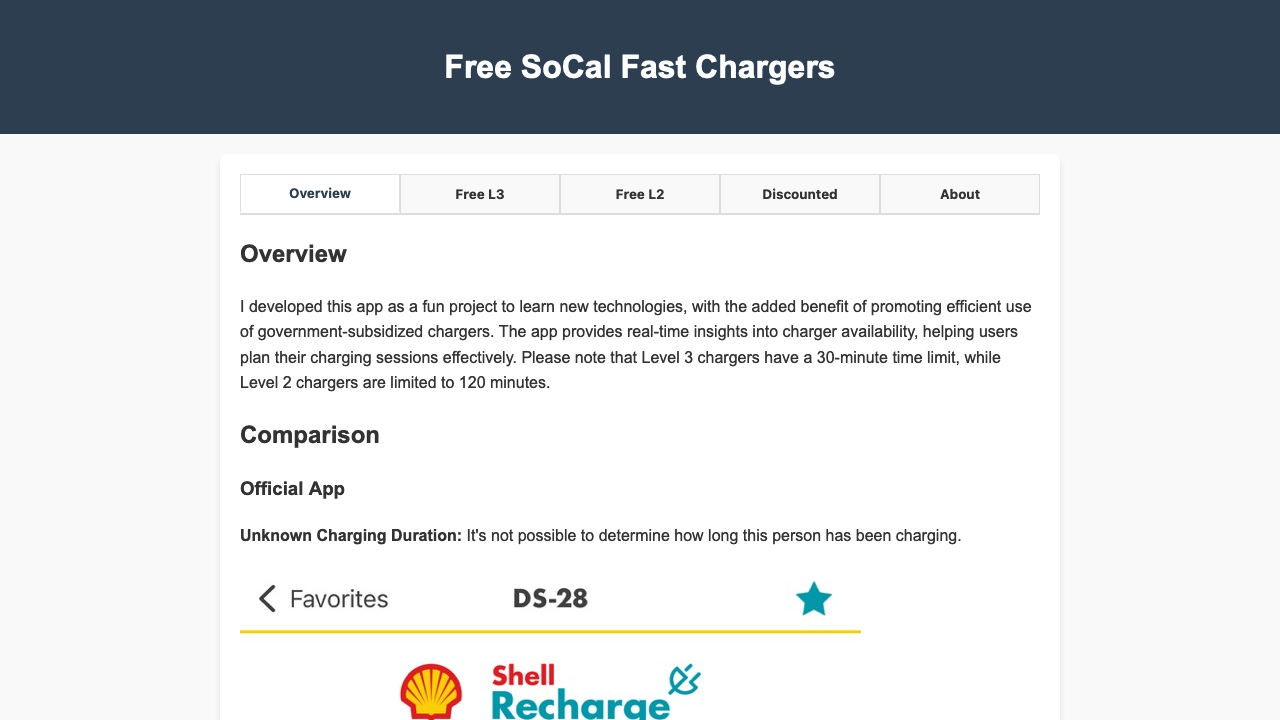 Free SoCal Fast Chargers
Overview Free L3 Free L2 Discounted About
Overview
I developed this app as a fun project to learn new technologies, with the added benefit of promoting efficient use
of government-subsidized chargers. The app provides real-time insights into charger availability, helping users
plan their charging sessions effectively. Please note that Level 3 chargers have a 30-minute time limit, while
Level 2 chargers are limited to 120 minutes.
Comparison
Official App
Unknown Charging Duration: It's not possible to determine how long this person has been charging.
Favorites DS-28
Shell
Recharge